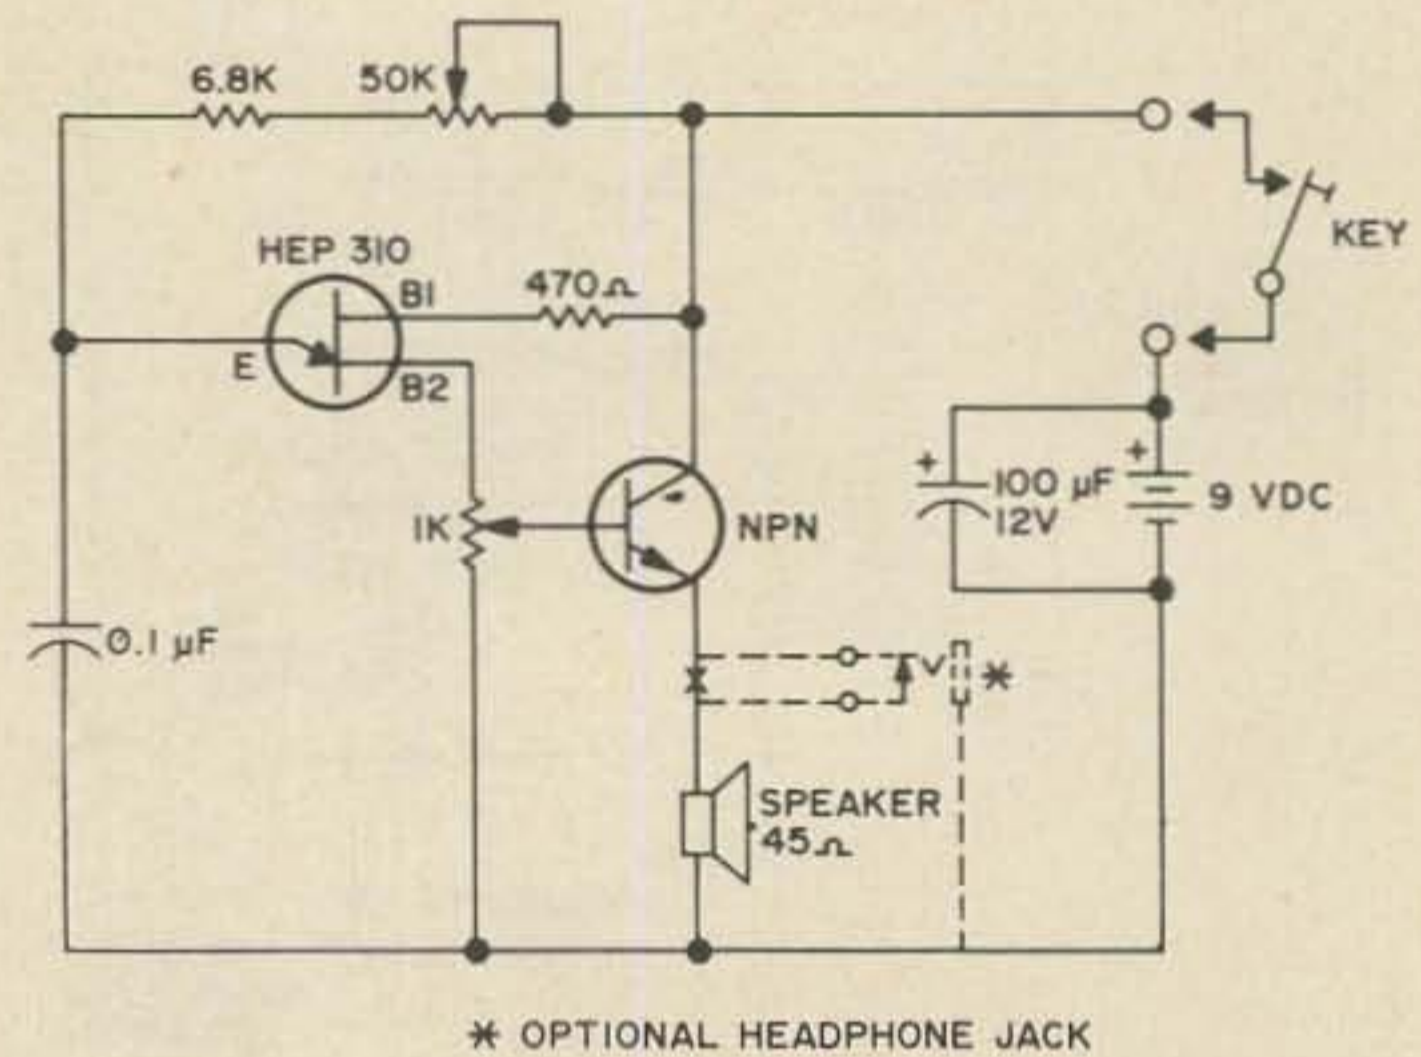 6.8K
50K
HEP 310
B1
470Ω
E
B2
KEY
1K
NPN
+
100 µF
12V
+
9 VDC
0.1 µF
*
SPEAKER
45Ω
* OPTIONAL HEADPHONE JACK